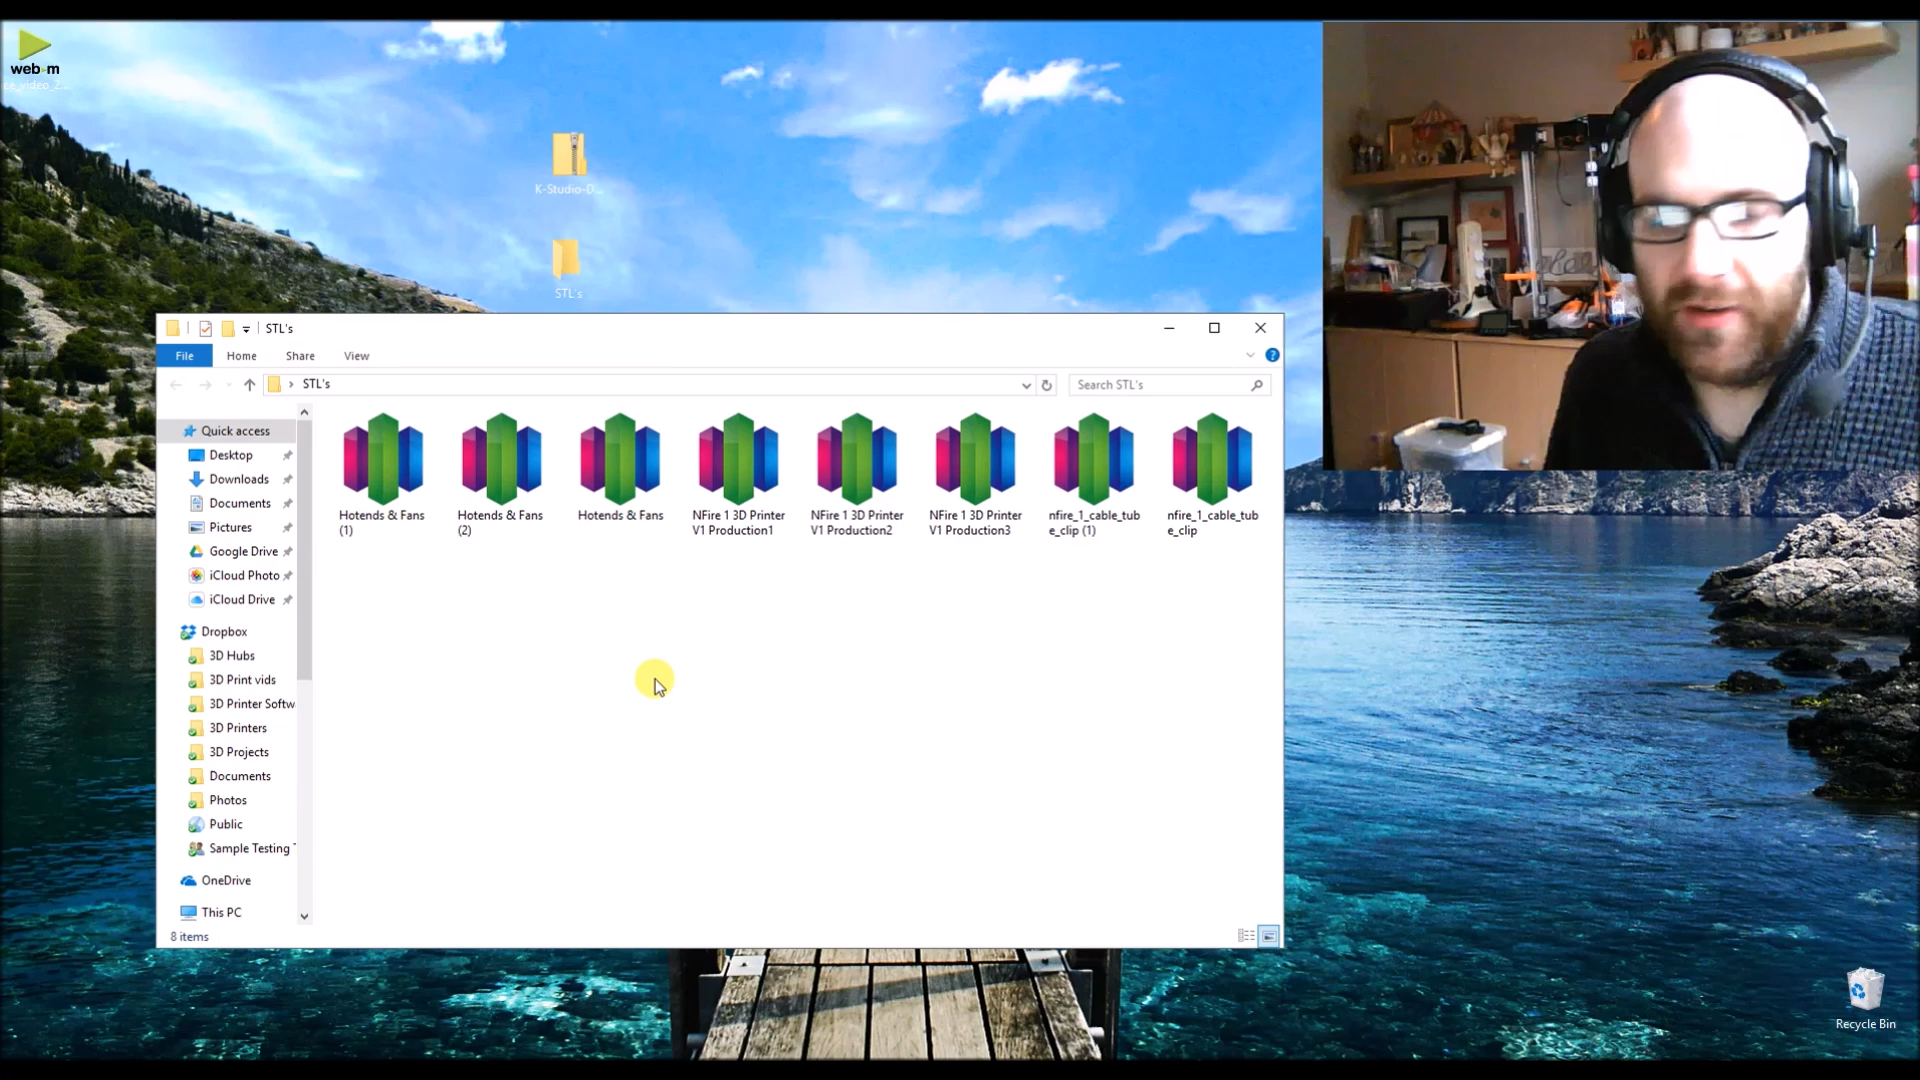 web m
K-Studio-D...
STL's
STL's
File
Home
Share
View
STL's
Search STL's
Quick access
Desktop
Downloads
Documents
Pictures
Google Drive
iCloud Photo
iCloud Drive
Dropbox
3D Hubs
3D Print vids
3D Printer Softw
3D Printers
3D Projects
Documents
Photos
Public
Sample Testing T
OneDrive
This PC
8 items
Hotends & Fans
(1)
Hotends & Fans
(2)
Hotends & Fans
NFire 1 3D Printer
V1 Production1
NFire 1 3D Printer
V1 Production2
NFire 1 3D Printer
V1 Production3
nfire_1_cable_tub
e_clip (1)
nfire_1_cable_tub
e_clip
Recycle Bin